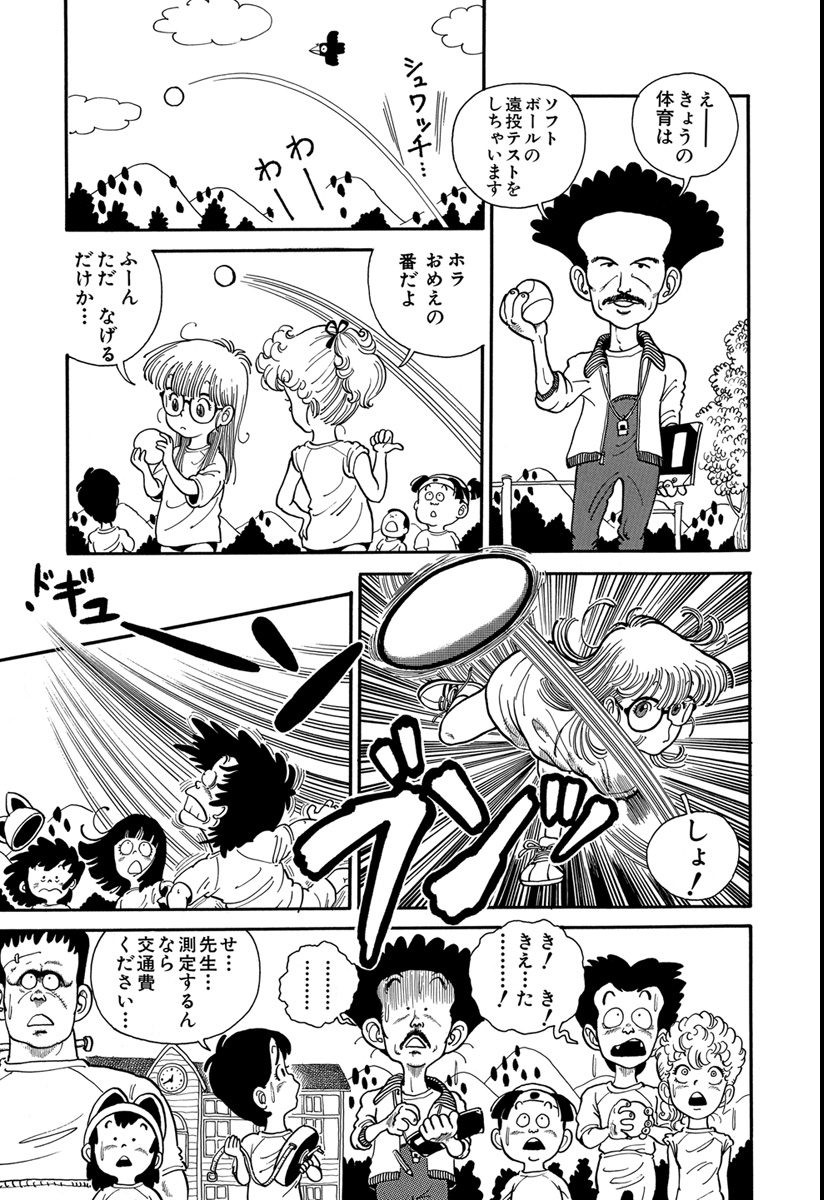 えー
きょうの
体育は
ソフト
ボールの
遠投テストを
しちゃいます
シュワッチ…
わー
わー
ホラ
おめえの
番だよ
ふーん
ただ なげる
だけか…
しょ！
ブンッ
ドギューン
き！き！
きえ…た
……！
………
………
せ…
先生…
測定するん
なら
交通費
ください…